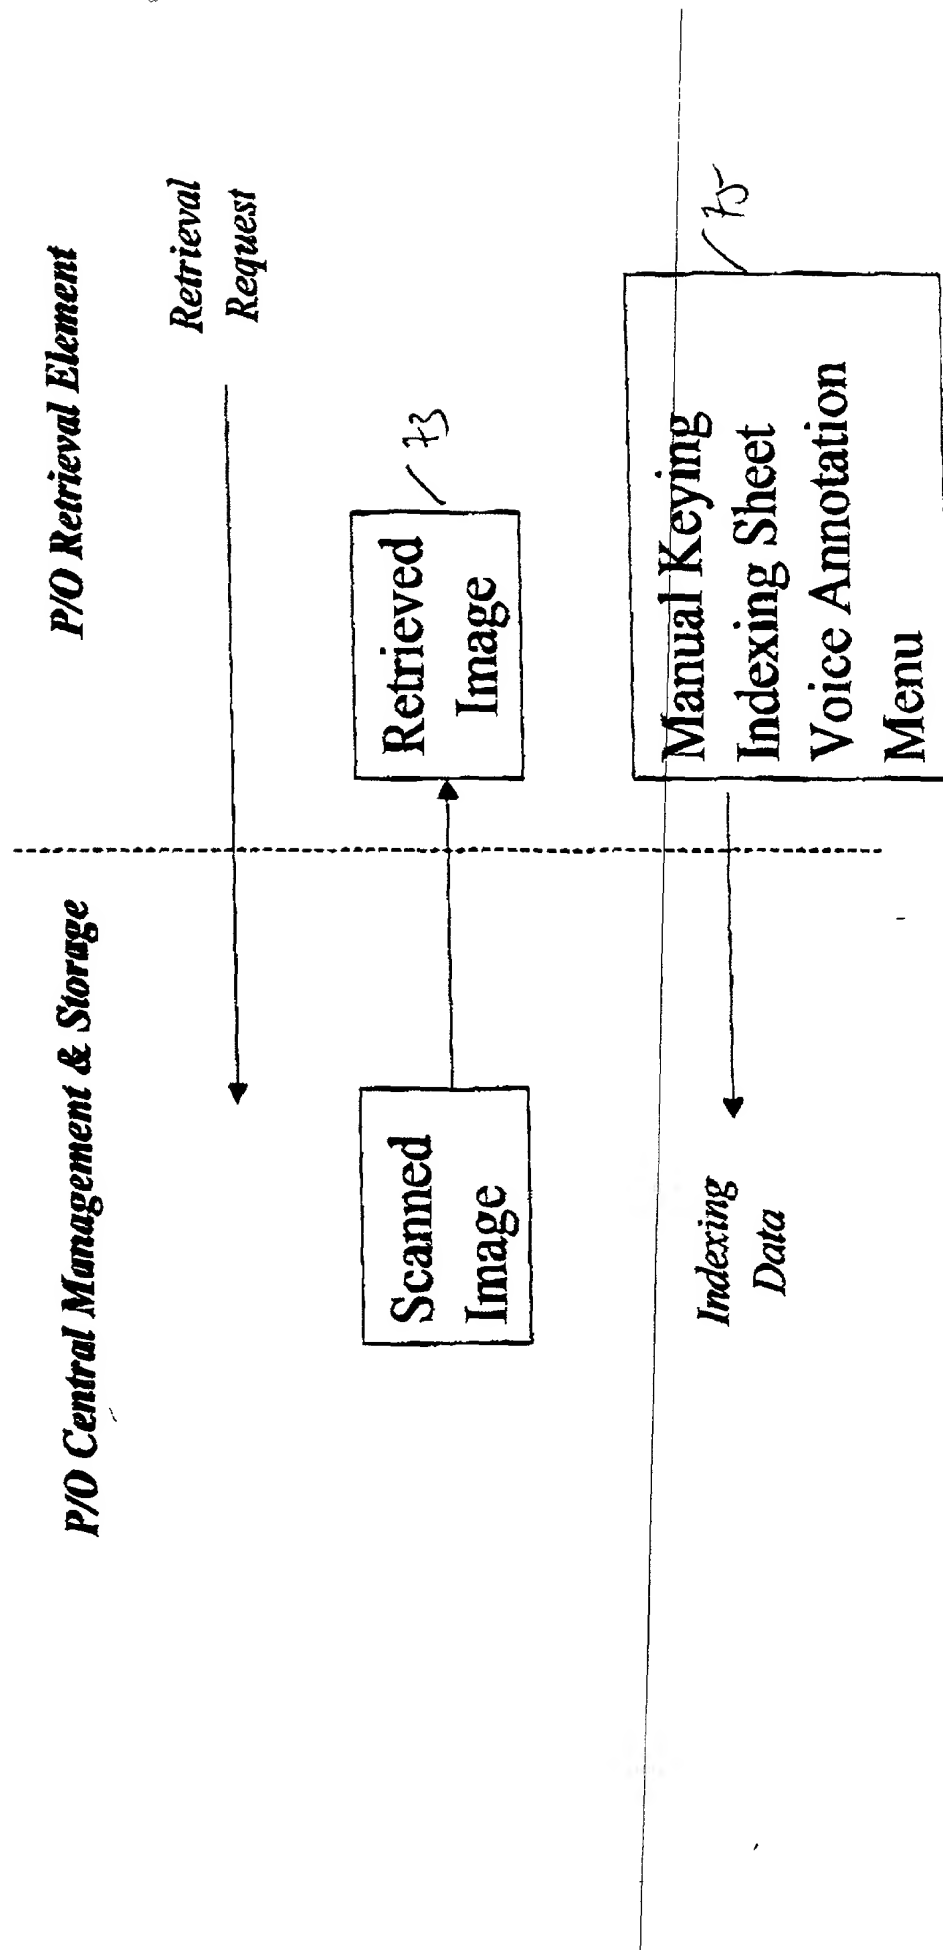 P/O Central Management & Storage
P/O Retrieval Element
Retrieval
Request
Scanned
Image
Retrieved
Image
73
Indexing
Data
Manual Keying
Indexing Sheet
Voice Annotation
Menu
75